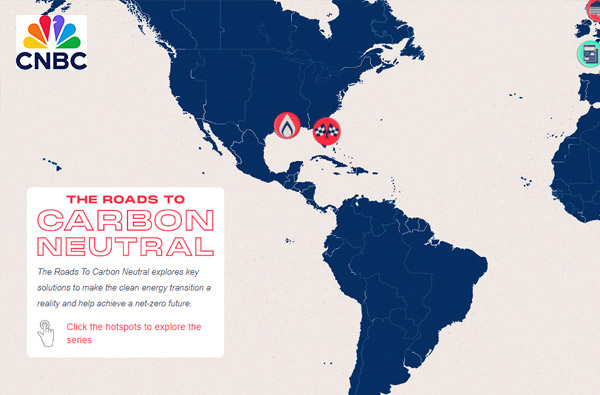 CNBC
THE ROADS TO
CARBON
NEUTRAL
The Roads To Carbon Neutral explores key
solutions to make the clean energy transition a
reality and help achieve a net-zero future.
Click the hotspots to explore the
series